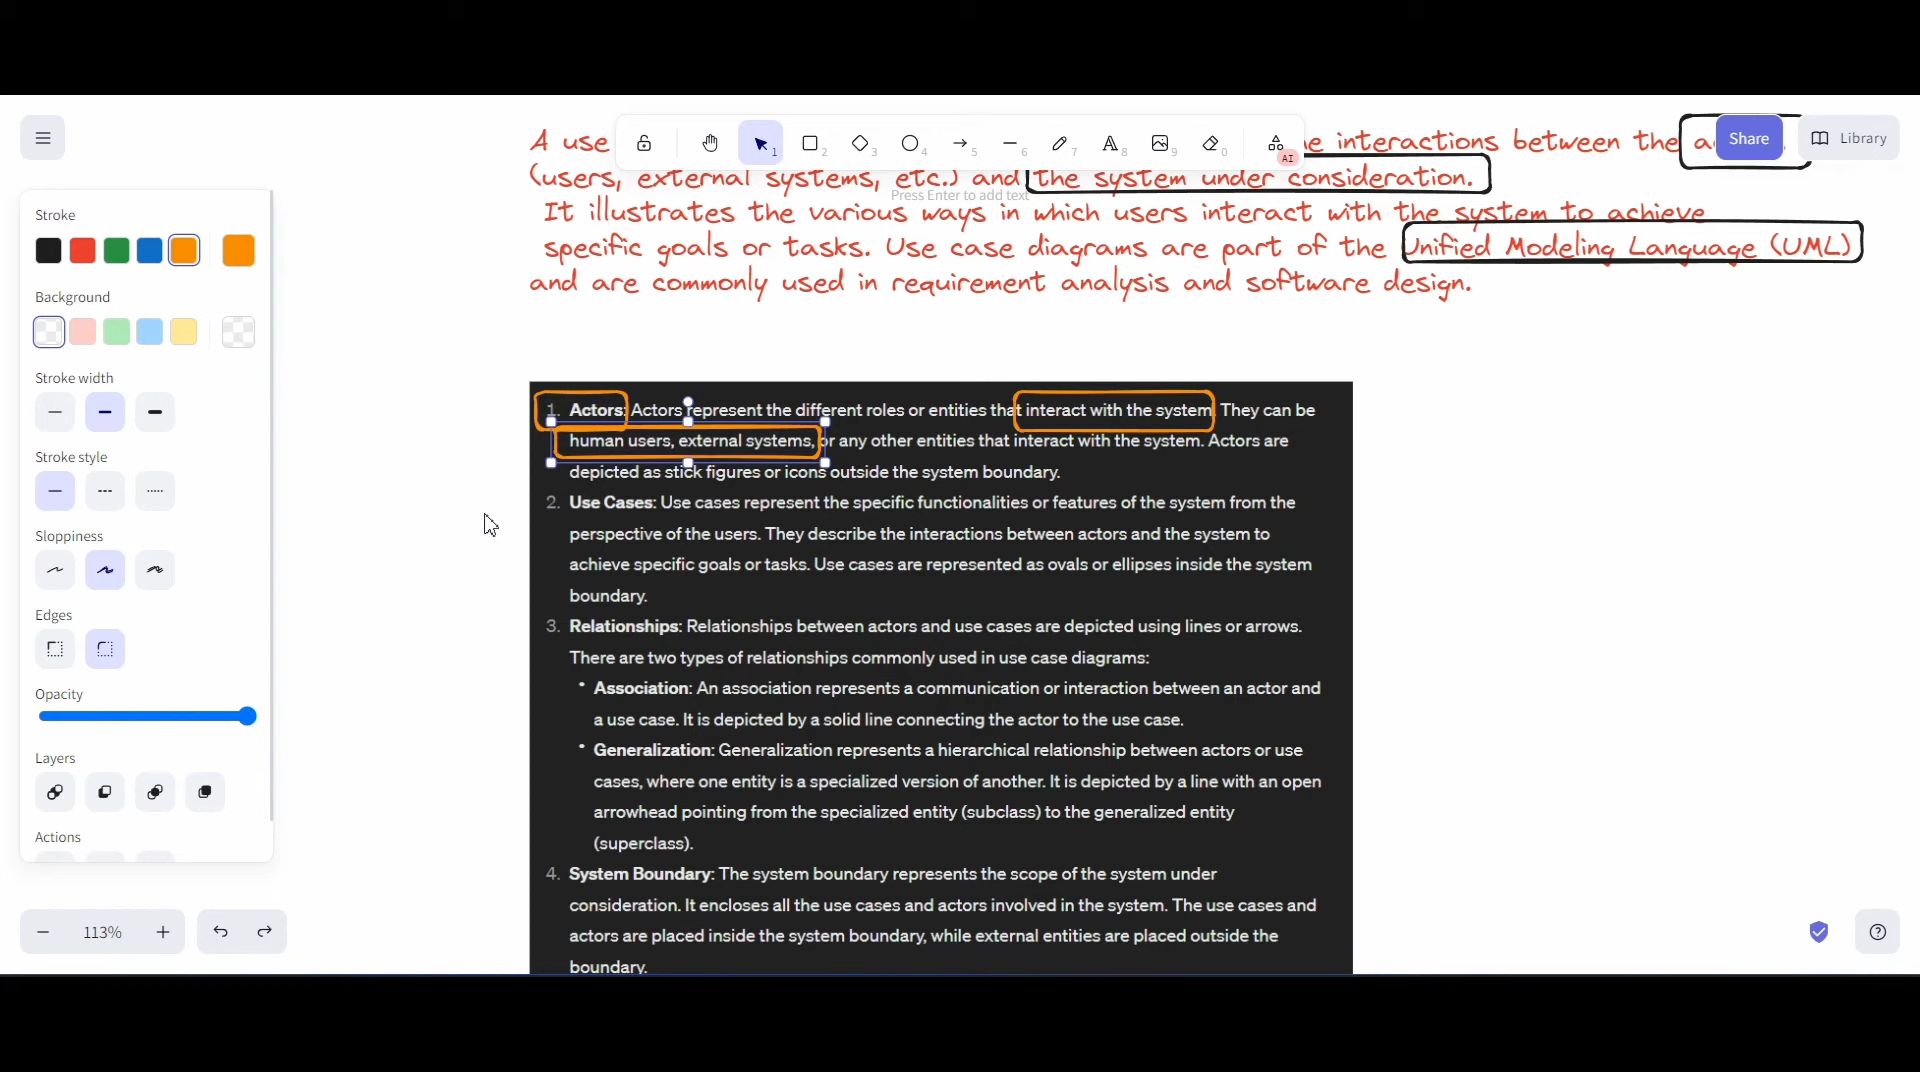 A use
e interactions between the a
Share
Library
(users, external systems, etc.) and the system under consideration.
Press Enter to add text
It illustrates the various ways in which users interact with the system to achieve
specific goals or tasks. Use case diagrams are part of the Unified Modeling Language (UML)
and are commonly used in requirement analysis and software design.
1
2
3
4
5
6
7
8
9
0
AI
Stroke
Background
Stroke width
Stroke style
Sloppiness
Edges
Opacity
Layers
Actions
113%
1. Actors: Actors represent the different roles or entities that interact with the system. They can be
human users, external systems, or any other entities that interact with the system. Actors are
depicted as stick figures or icons outside the system boundary.
2. Use Cases: Use cases represent the specific functionalities or features of the system from the
perspective of the users. They describe the interactions between actors and the system to
achieve specific goals or tasks. Use cases are represented as ovals or ellipses inside the system
boundary.
3. Relationships: Relationships between actors and use cases are depicted using lines or arrows.
There are two types of relationships commonly used in use case diagrams:
• Association: An association represents a communication or interaction between an actor and
a use case. It is depicted by a solid line connecting the actor to the use case.
• Generalization: Generalization represents a hierarchical relationship between actors or use
cases, where one entity is a specialized version of another. It is depicted by a line with an open
arrowhead pointing from the specialized entity (subclass) to the generalized entity
(superclass).
4. System Boundary: The system boundary represents the scope of the system under
consideration. It encloses all the use cases and actors involved in the system. The use cases and
actors are placed inside the system boundary, while external entities are placed outside the
boundary.